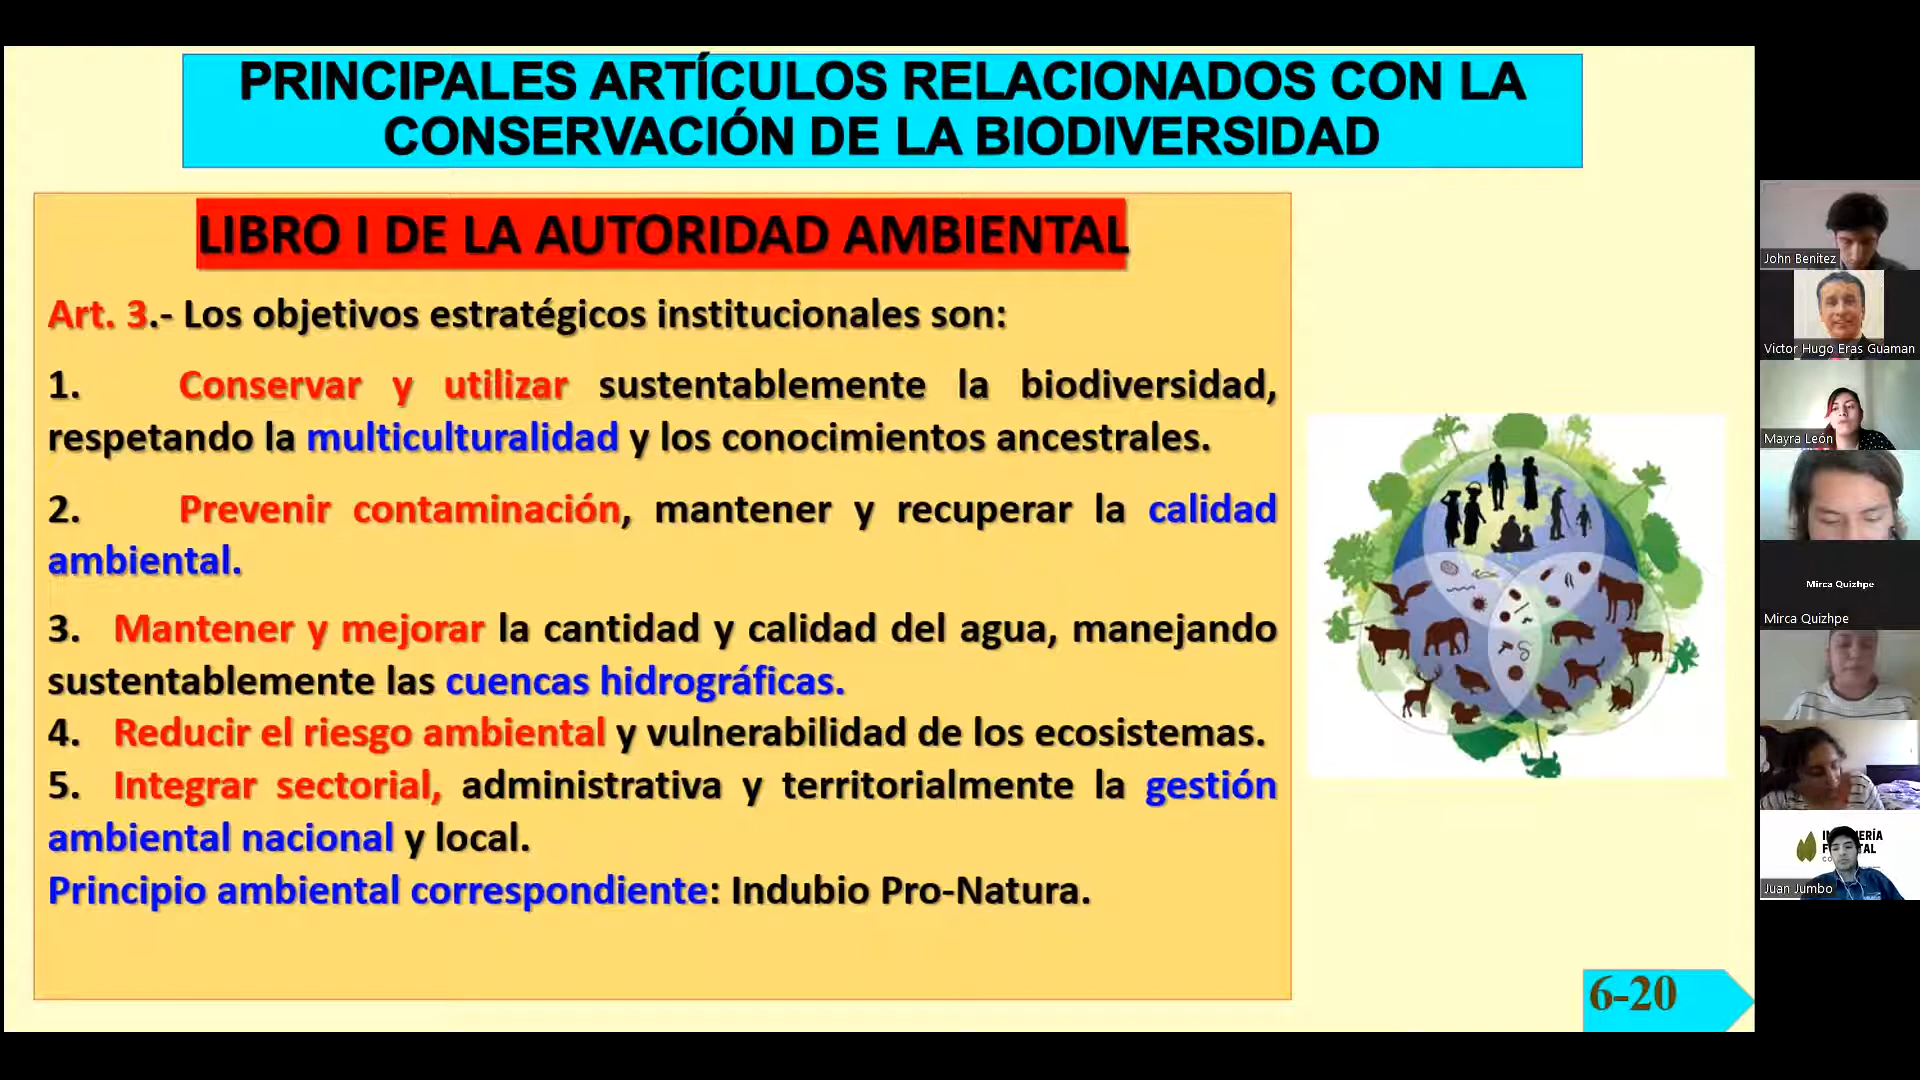 PRINCIPALES ARTÍCULOS RELACIONADOS CON LA
CONSERVACIÓN DE LA BIODIVERSIDAD
LIBRO I DE LA AUTORIDAD AMBIENTAL
Art. 3.- Los objetivos estratégicos institucionales son:
1. Conservar y utilizar sustentablemente la biodiversidad,
respetando la multiculturalidad y los conocimientos ancestrales.
2. Prevenir contaminación, mantener y recuperar la calidad
ambiental.
3. Mantener y mejorar la cantidad y calidad del agua, manejando
sustentablemente las cuencas hidrográficas.
4. Reducir el riesgo ambiental y vulnerabilidad de los ecosistemas.
5. Integrar sectorial, administrativa y territorialmente la gestión
ambiental nacional y local.
Principio ambiental correspondiente: Indubio Pro-Natura.
6-20
John Benitez
Victor Hugo Eras Guaman
Mayra León
Mirca Quizhpe
Mirca Quizhpe
Juan Jumbo